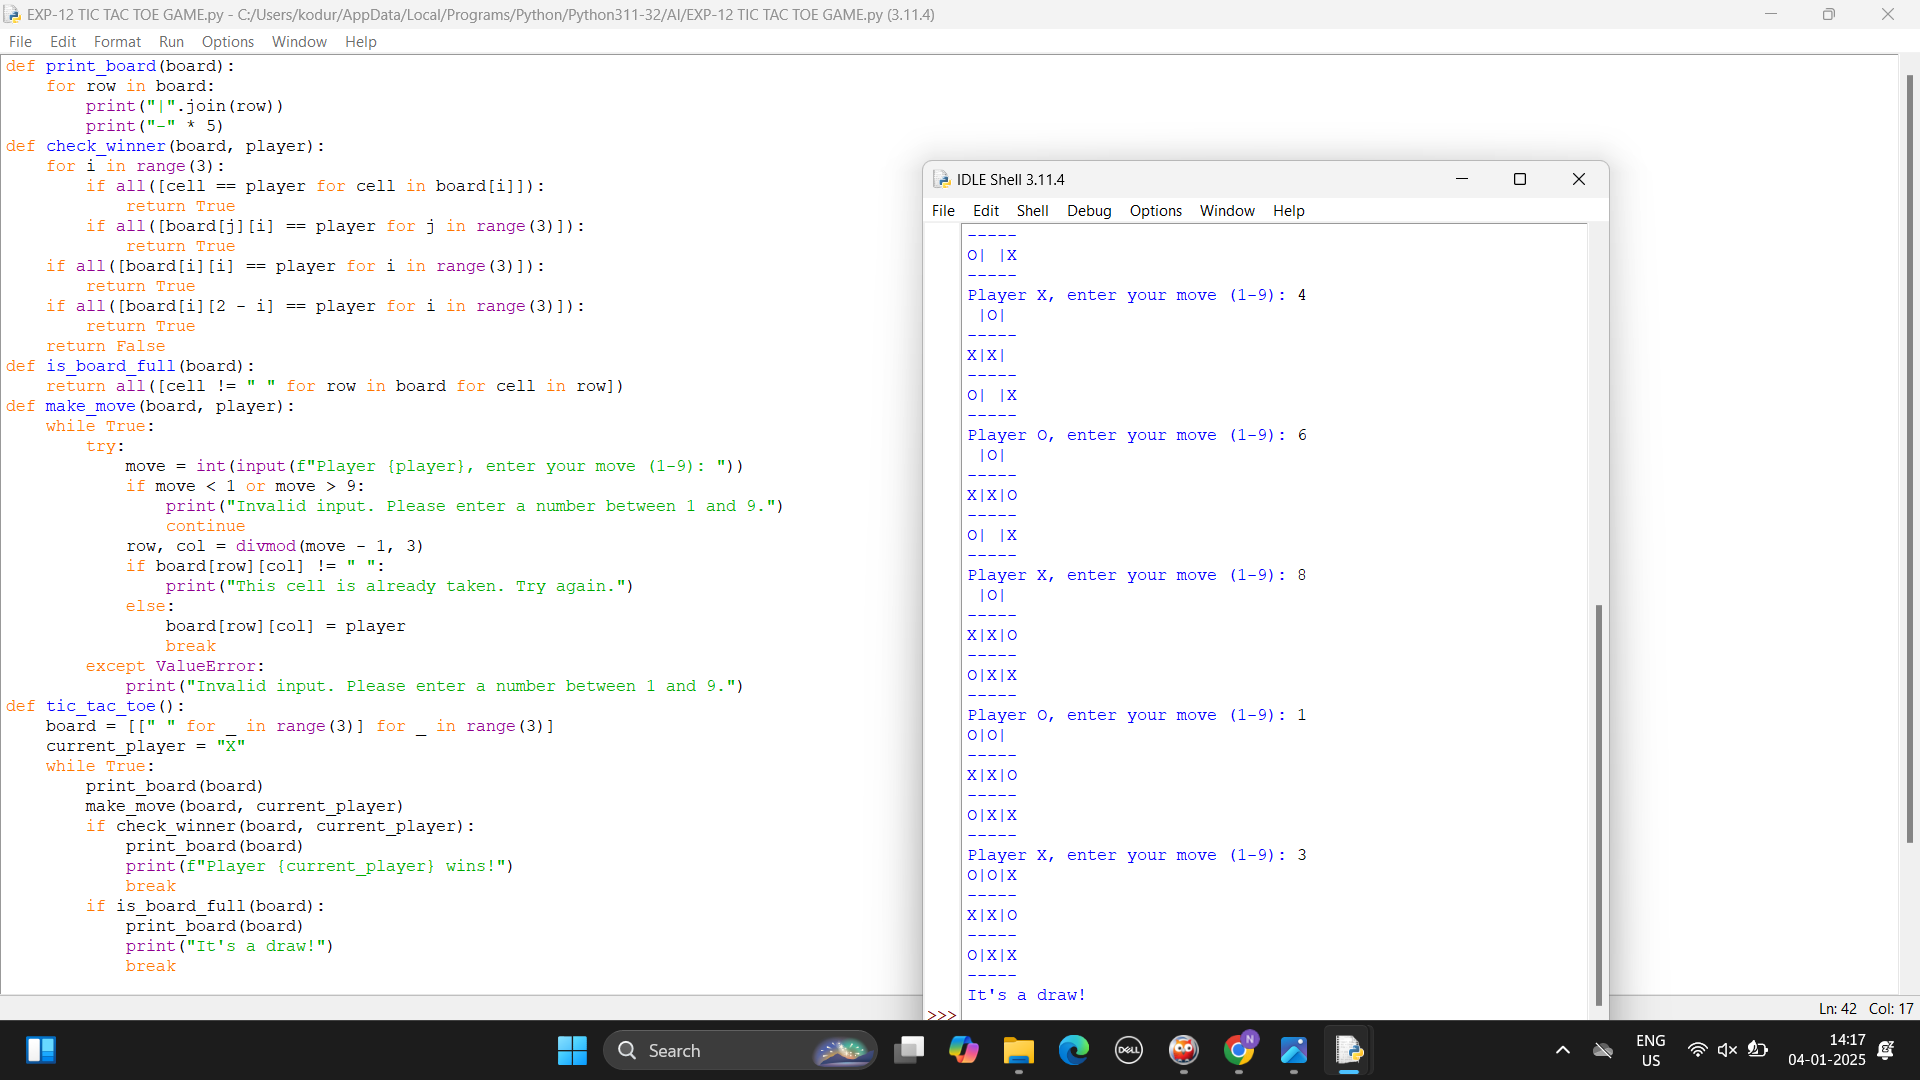 EXP-12 TIC TAC TOE GAME.py - C:/Users/kodur/AppData/Local/Programs/Python/Python311-32/AI/EXP-12 TIC TAC TOE GAME.py (3.11.4)
File Edit Format Run Options Window Help
def print_board(board):
    for row in board:
        print("|".join(row))
        print("-" * 5)
def check_winner(board, player):
    for i in range(3):
        if all([cell == player for cell in board[i]]):
            return True
        if all([board[j][i] == player for j in range(3)]):
            return True
    if all([board[i][i] == player for i in range(3)]):
        return True
    if all([board[i][2 - i] == player for i in range(3)]):
        return True
    return False
def is_board_full(board):
    return all([cell != " " for row in board for cell in row])
def make_move(board, player):
    while True:
        try:
            move = int(input(f"Player {player}, enter your move (1-9): "))
            if move < 1 or move > 9:
                print("Invalid input. Please enter a number between 1 and 9.")
                continue
            row, col = divmod(move - 1, 3)
            if board[row][col] != " ":
                print("This cell is already taken. Try again.")
            else:
                board[row][col] = player
                break
        except ValueError:
            print("Invalid input. Please enter a number between 1 and 9.")
def tic_tac_toe():
    board = [[" " for _ in range(3)] for _ in range(3)]
    current_player = "X"
    while True:
        print_board(board)
        make_move(board, current_player)
        if check_winner(board, current_player):
            print_board(board)
            print(f"Player {current_player} wins!")
            break
        if is_board_full(board):
            print_board(board)
            print("It's a draw!")
            break
IDLE Shell 3.11.4
File Edit Shell Debug Options Window Help
-----
O| |X
-----
Player X, enter your move (1-9): 4
 |O|
-----
X|X|
-----
O| |X
-----
Player O, enter your move (1-9): 6
 |O|
-----
X|X|O
-----
O| |X
-----
Player X, enter your move (1-9): 8
 |O|
-----
X|X|O
-----
O|X|X
-----
Player O, enter your move (1-9): 1
O|O|
-----
X|X|O
-----
O|X|X
-----
Player X, enter your move (1-9): 3
O|O|X
-----
X|X|O
-----
O|X|X
-----
It's a draw!
>>>
Ln: 42 Col: 17
Search
DELL
N
ENG
US
14:17
04-01-2025